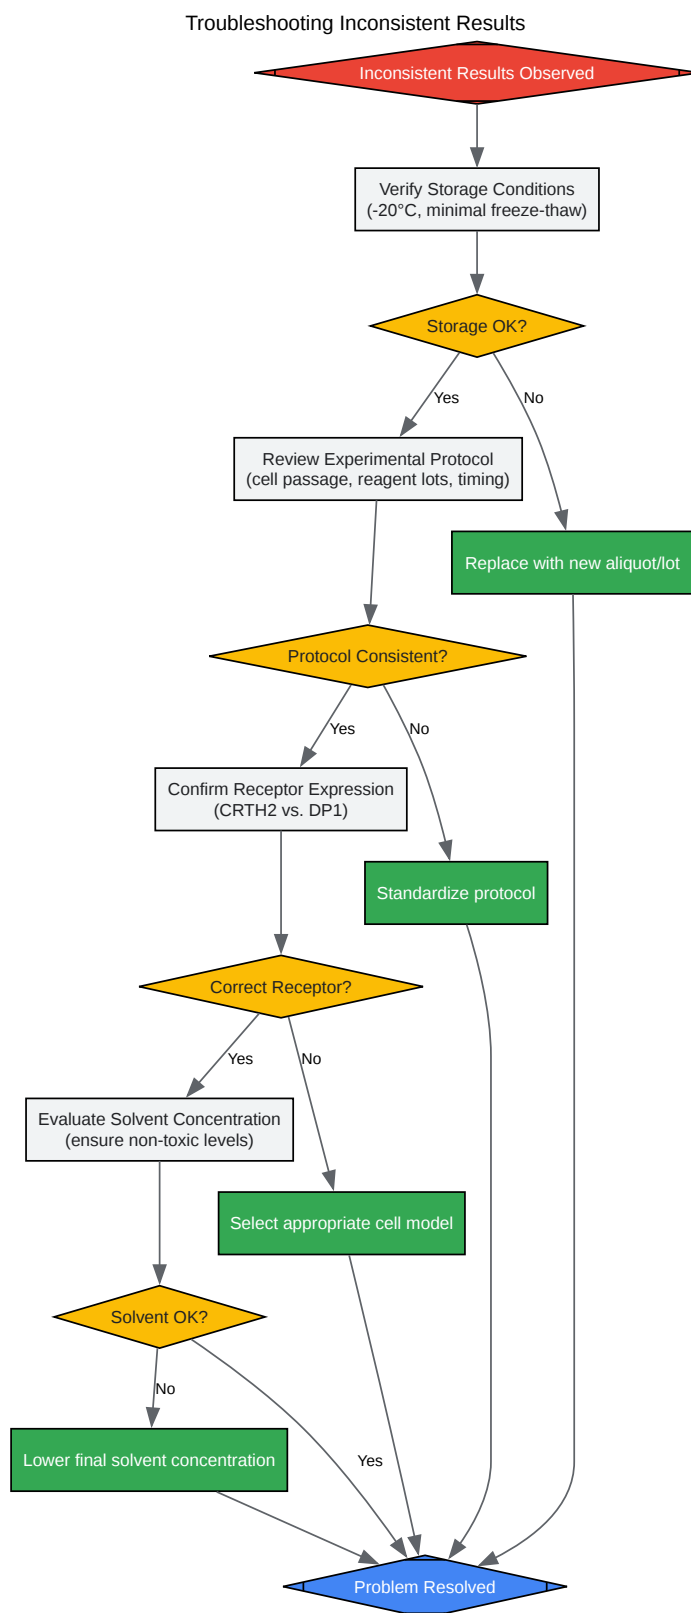 Troubleshooting Inconsistent Results
Inconsistent Results Observed
Verify Storage Conditions
(-20°C, minimal freeze-thaw)
Storage OK?
Yes
No
Review Experimental Protocol
(cell passage, reagent lots, timing)
Replace with new aliquot/lot
Protocol Consistent?
Yes
No
Confirm Receptor Expression
(CRTH2 vs. DP1)
Standardize protocol
Correct Receptor?
Yes
No
Evaluate Solvent Concentration
(ensure non-toxic levels)
Select appropriate cell model
Solvent OK?
No
Yes
Lower final solvent concentration
Problem Resolved